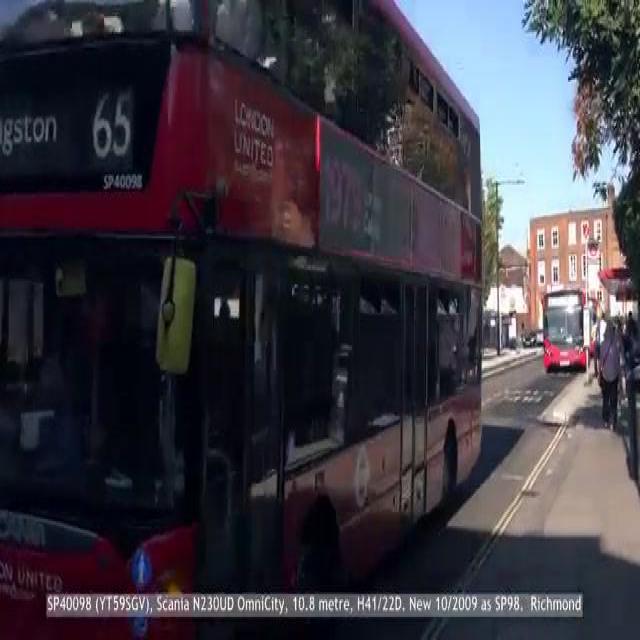 gston 65
SP40098
LONDON
UNITED
ON UNITED
SP40098 (YT59SGV), Scania N230UD OmniCity, 10.8 metre, H41/22D. New 10/2009 as SP98. Richmond